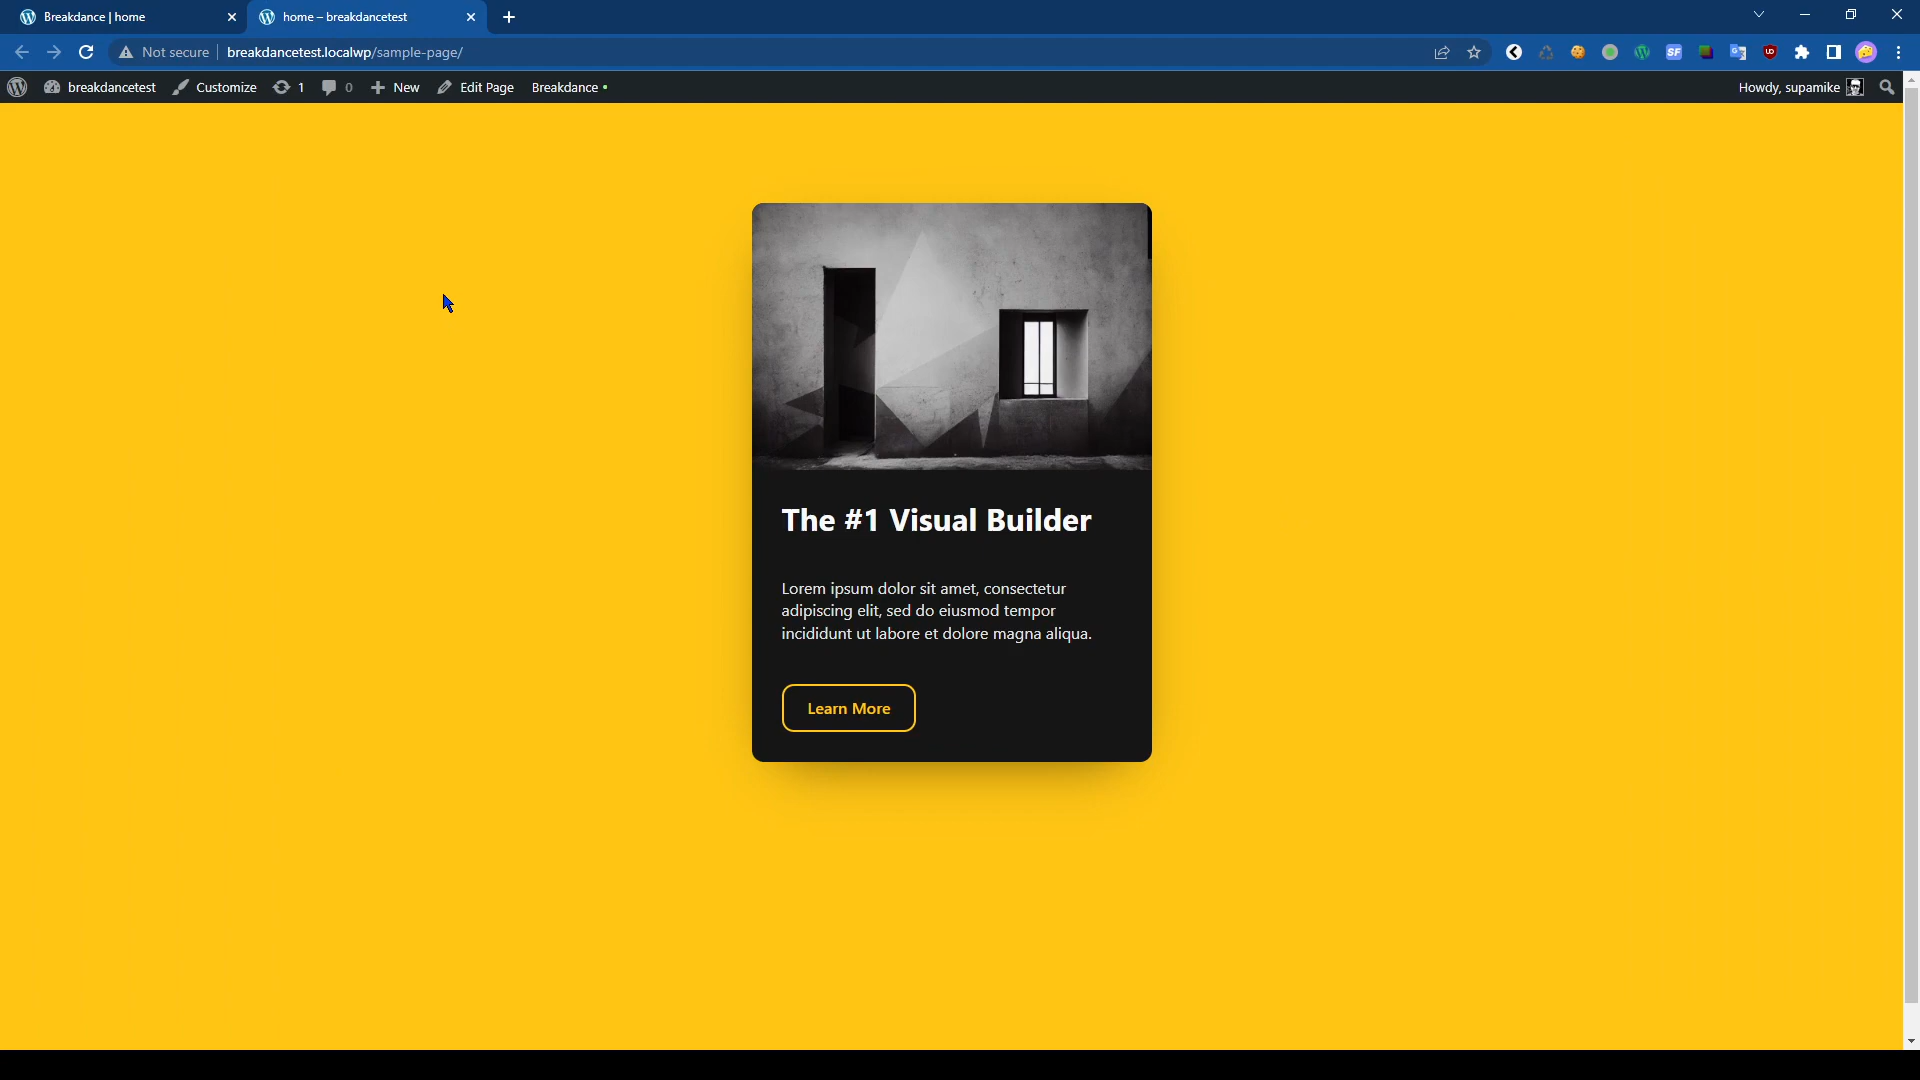 Breakdance | home
home – breakdancetest
Not secure
breakdancetest.localwp/sample-page/
SF
breakdancetest
Customize
1
0
New
Edit Page
Breakdance
Howdy, supamike
The #1 Visual Builder
Lorem ipsum dolor sit amet, consectetur
adipiscing elit, sed do eiusmod tempor
incididunt ut labore et dolore magna aliqua.
Learn More